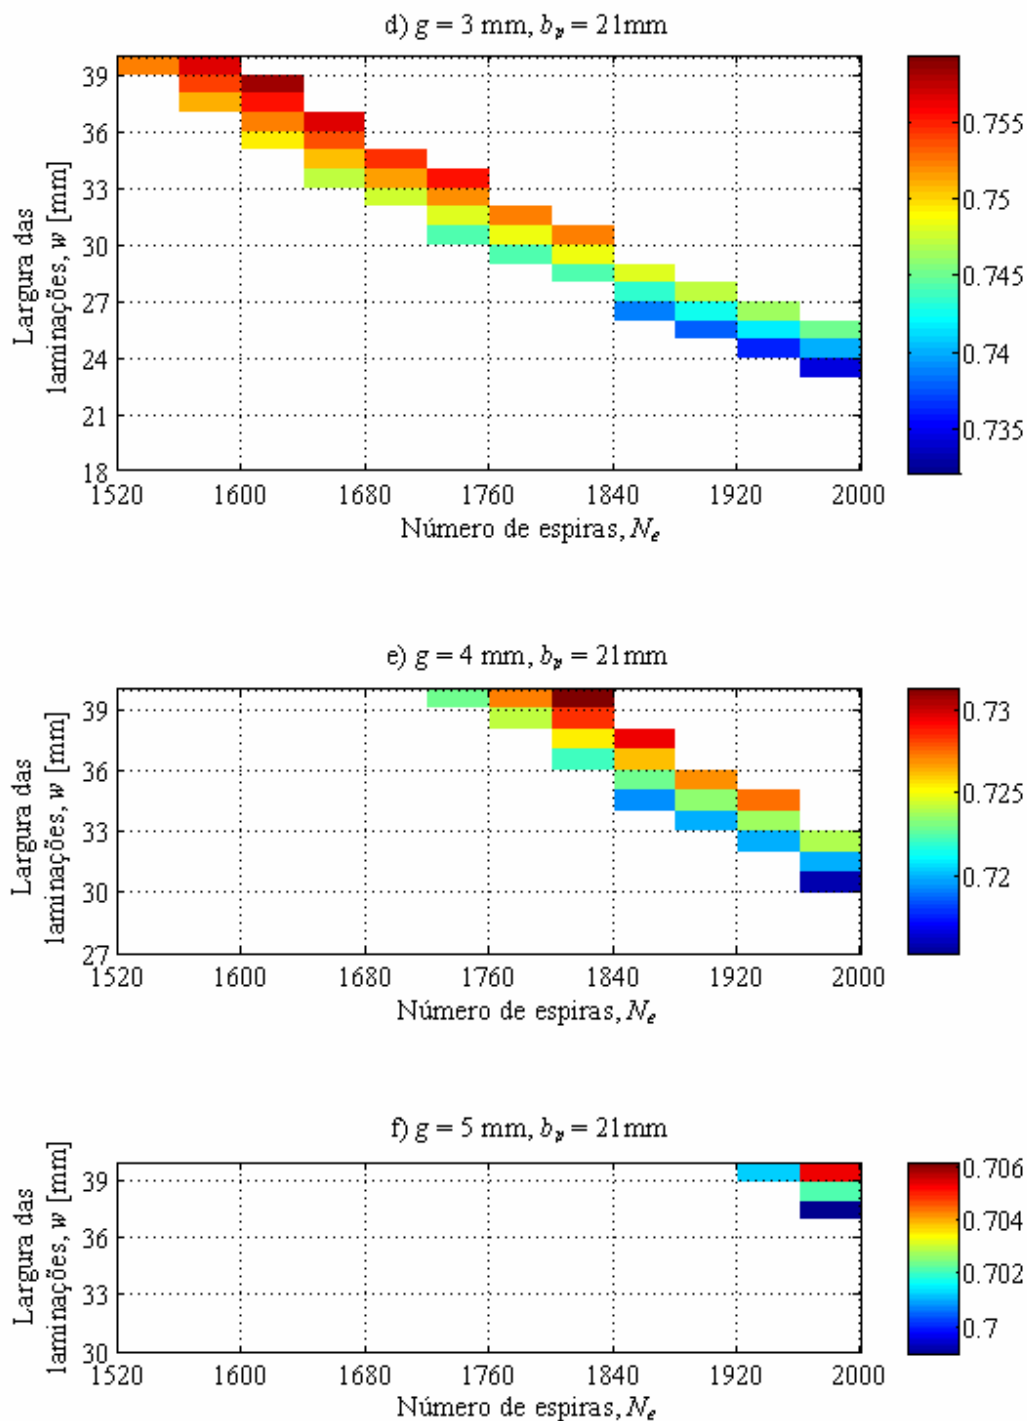 d) g = 3 mm, bp = 21mm
Largura das
laminações, w [mm]
39
36
33
30
27
24
21
18
1520 1600 1680 1760 1840 1920 2000
Número de espiras, Ne
0.755
0.75
0.745
0.74
0.735
e) g = 4 mm, bp = 21mm
Largura das
laminações, w [mm]
39
36
33
30
27
1520 1600 1680 1760 1840 1920 2000
Número de espiras, Ne
0.73
0.725
0.72
f) g = 5 mm, bp = 21mm
Largura das
laminações, w [mm]
39
36
33
30
1520 1600 1680 1760 1840 1920 2000
Número de espiras, Ne
0.706
0.704
0.702
0.7